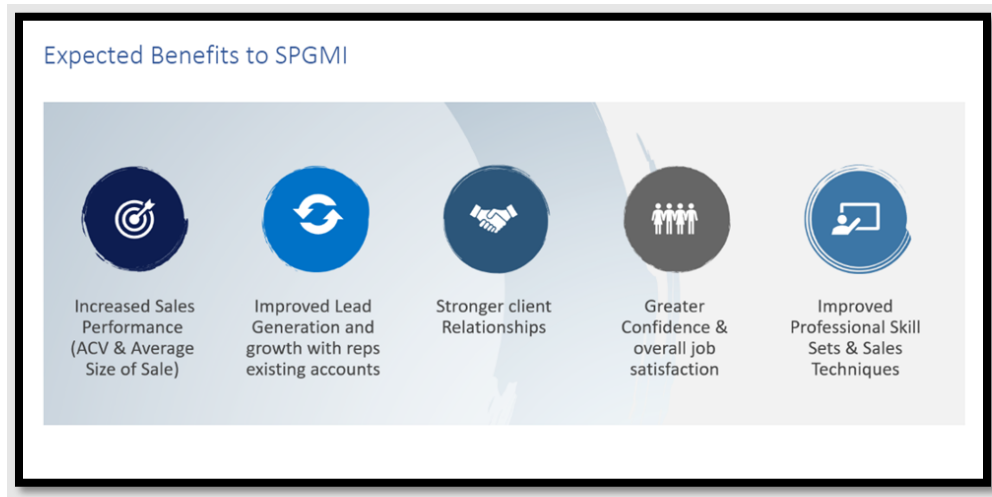 Expected Benefits to SPGMI
Increased Sales
Performance
(ACV & Average
Size of Sale)
Improved Lead
Generation and
growth with reps
existing accounts
Stronger client
Relationships
Greater
Confidence &
overall job
satisfaction
Improved
Professional Skill
Sets & Sales
Techniques